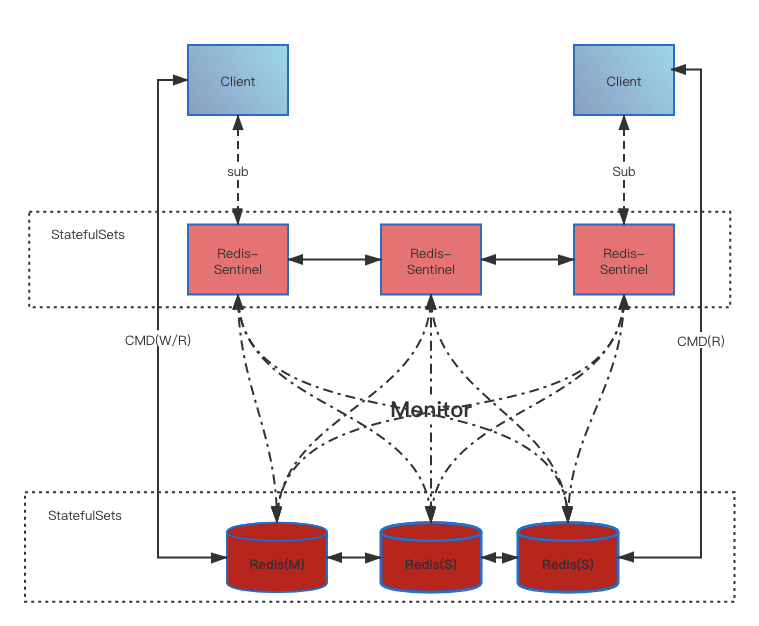 Client
Client
sub
Sub
StatefulSets
Redis-
Sentinel
Redis-
Sentinel
Redis-
Sentinel
CMD(W/R)
CMD(R)
Monitor
StatefulSets
Redis(M)
Redis(S)
Redis(S)